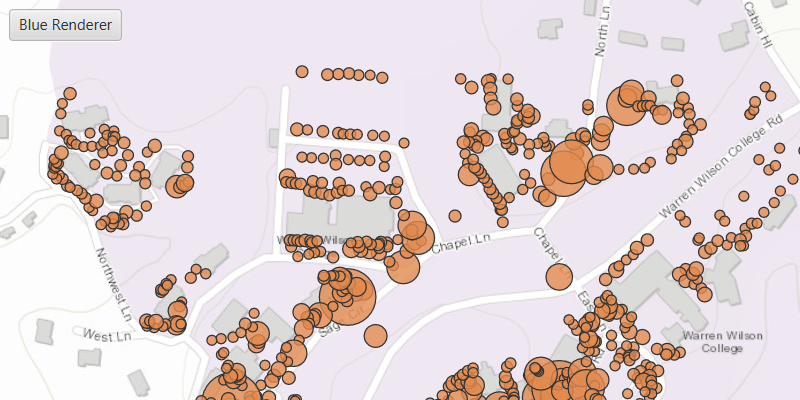 Blue Renderer
North Ln
Cabin Hl
Warren Wilson College Rd
Chapel Ln
Northwest Ln
West Ln
Warren Wilson
College